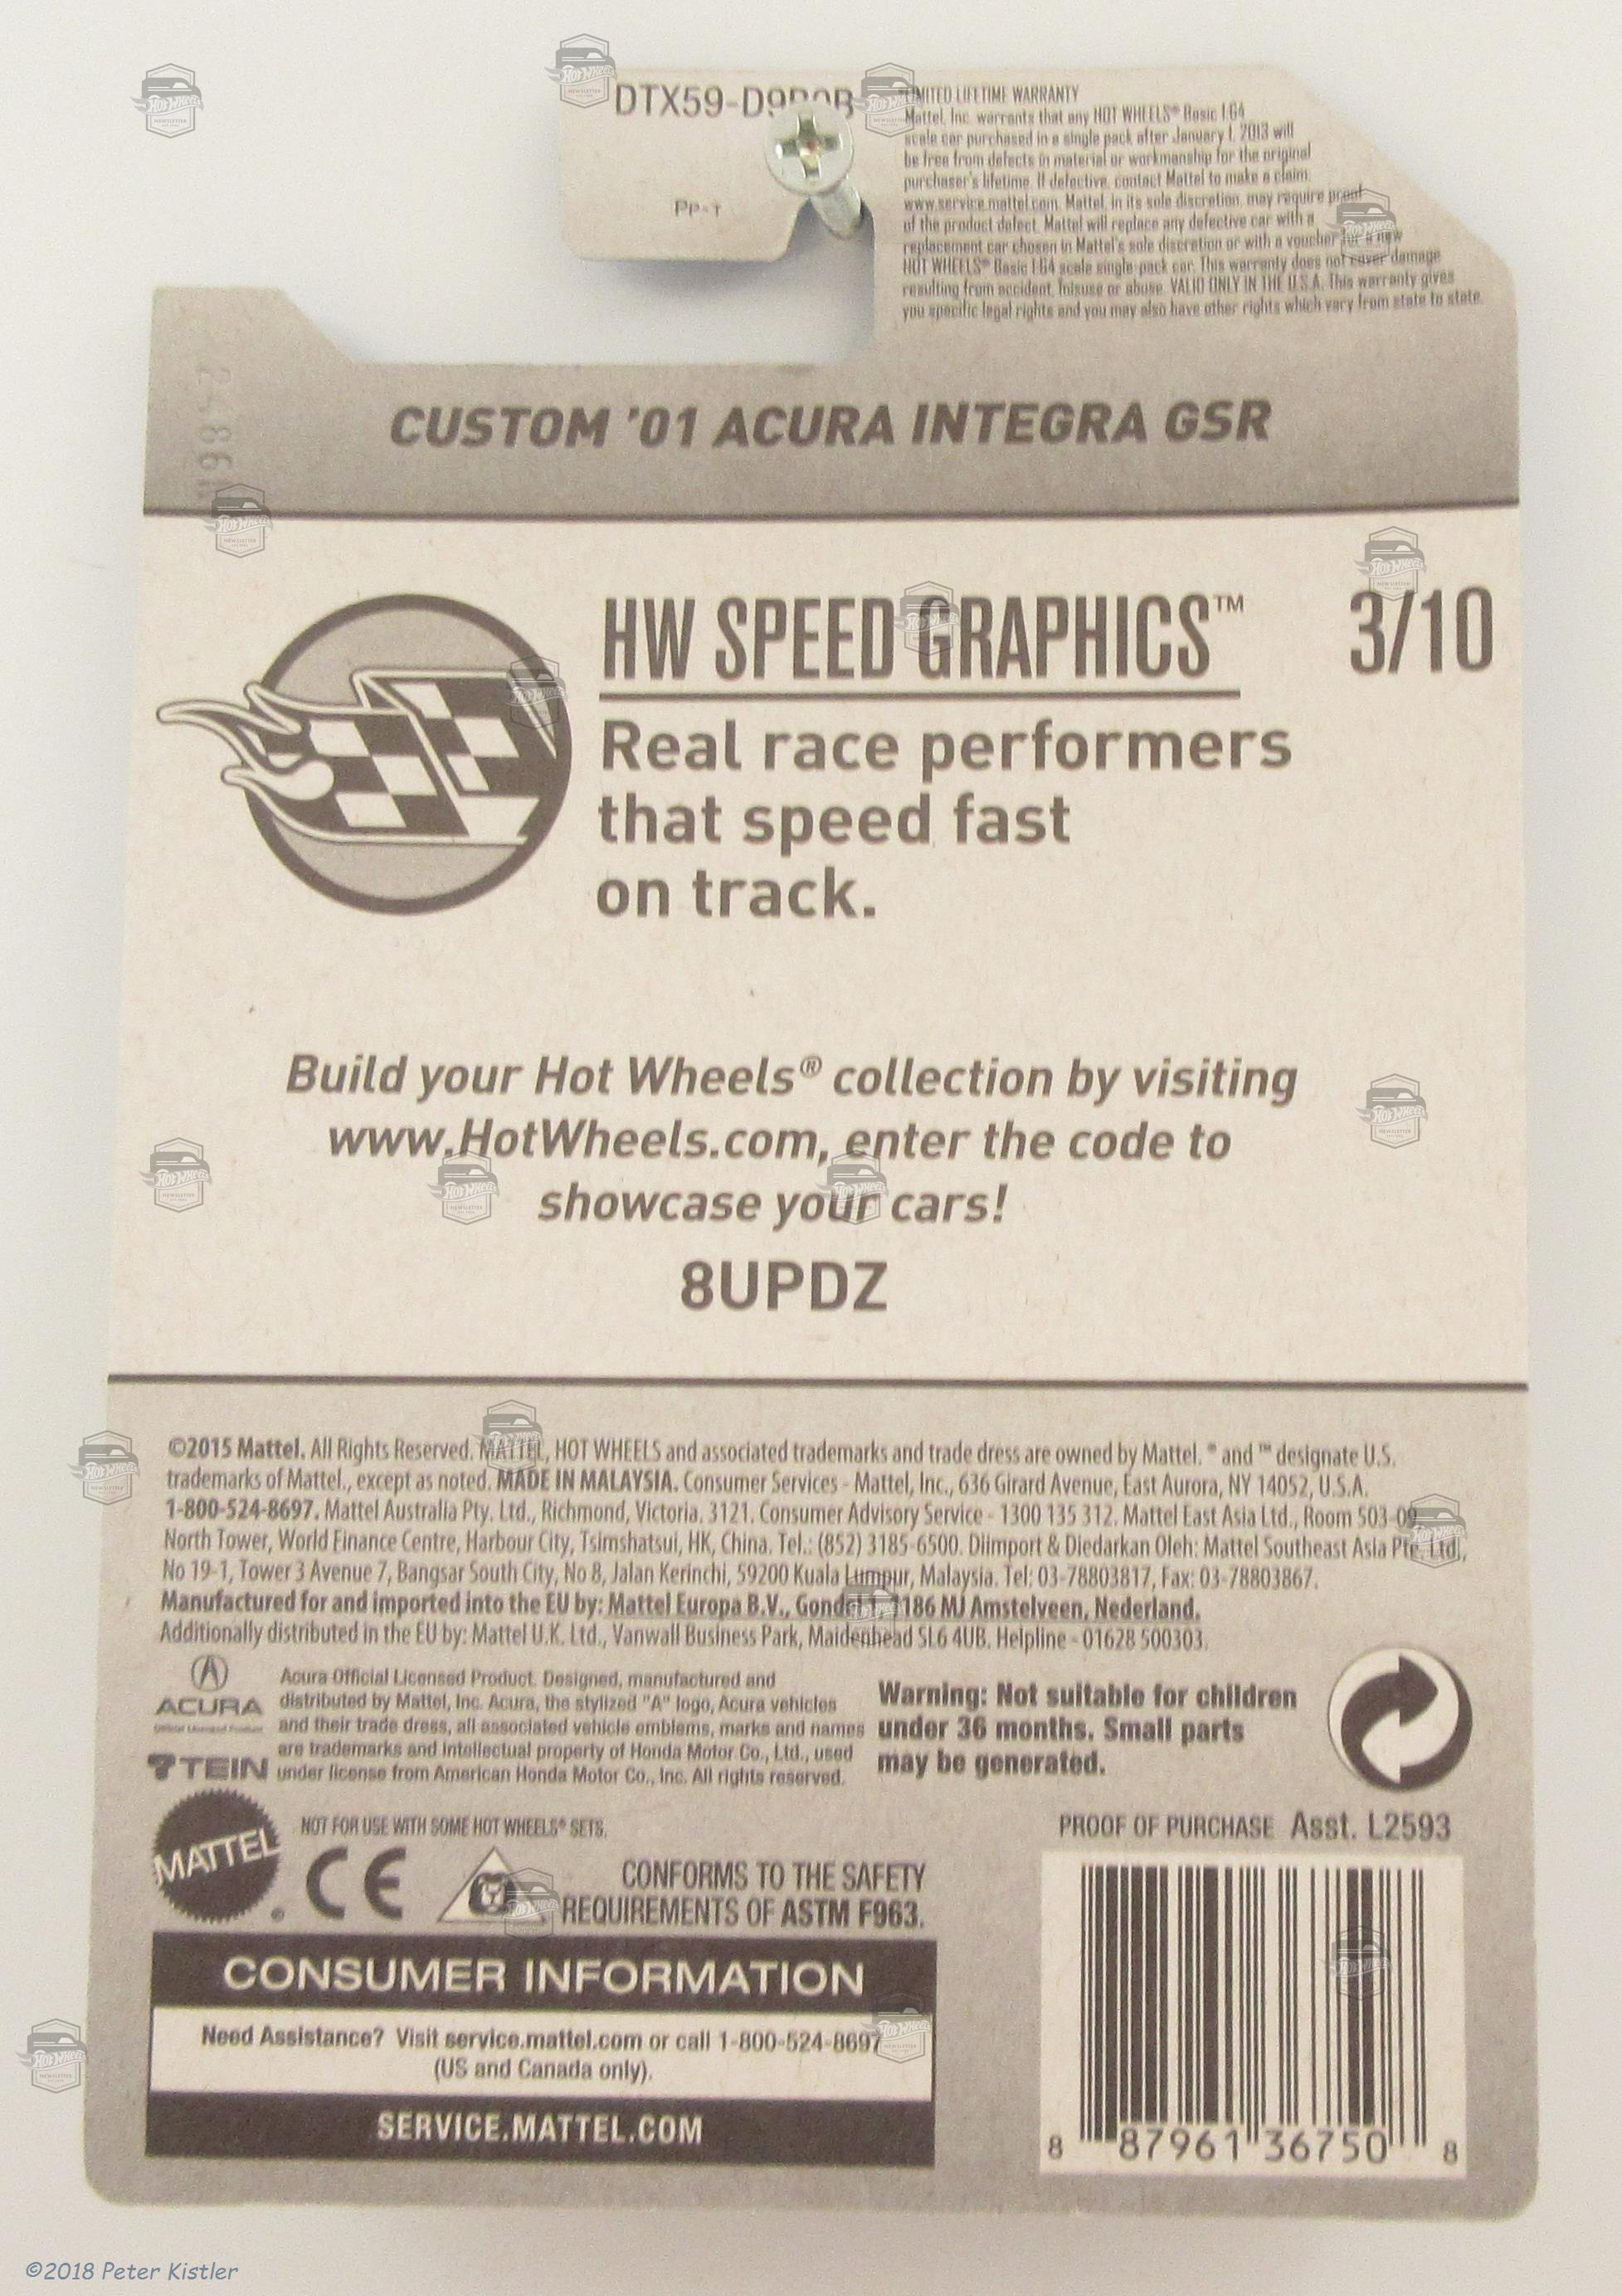 DTX59-D9B0B
Pp-1
LIMITED LIFETIME WARRANTY
Mattel, Inc. warrants that any HOT WHEELS® Basic 1:64
scale car purchased in a single pack after January 1, 2013 will
be free from defects in material or workmanship for the original
purchaser's lifetime. If defective, contact Mattel to make a claim:
www.service.mattel.com. Mattel, in its sole discretion, may require proof
of the product defect. Mattel will replace any defective car with a
replacement car chosen in Mattel's sole discretion or with a voucher for a new
HOT WHEELS® Basic 1:64 scale single-pack car. This warranty does not cover damage
resulting from accident, misuse or abuse. VALID ONLY IN THE U.S.A. This warranty gives
you specific legal rights and you may also have other rights which vary from state to state.
CUSTOM '01 ACURA INTEGRA GSR
HW SPEED GRAPHICS™ 3/10
Real race performers
that speed fast
on track.
Build your Hot Wheels® collection by visiting
www.HotWheels.com, enter the code to
showcase your cars!
8UPDZ
©2015 Mattel. All Rights Reserved. MATTEL, HOT WHEELS and associated trademarks and trade dress are owned by Mattel. ® and ™ designate U.S.
trademarks of Mattel., except as noted. MADE IN MALAYSIA. Consumer Services - Mattel, Inc., 636 Girard Avenue, East Aurora, NY 14052, U.S.A.
1-800-524-8697. Mattel Australia Pty. Ltd., Richmond, Victoria. 3121. Consumer Advisory Service - 1300 135 312. Mattel East Asia Ltd., Room 503-09
North Tower, World Finance Centre, Harbour City, Tsimshatsui, HK, China. Tel.: (852) 3185-6500. Diimport & Diedarkan Oleh: Mattel Southeast Asia Pte. Ltd.,
No 19-1, Tower 3 Avenue 7, Bangsar South City, No 8, Jalan Kerinchi, 59200 Kuala Lumpur, Malaysia. Tel: 03-78803817, Fax: 03-78803867.
Manufactured for and imported into the EU by: Mattel Europa B.V., 1186 MJ Amstelveen, Nederland.
Additionally distributed in the EU by: Mattel U.K. Ltd., Vanwall Business Park, Maidenhead SL6 4UB. Helpline - 01628 500303.
ACURA
TEIN
Acura Official Licensed Product. Designed, manufactured and
distributed by Mattel, Inc. Acura, the stylized "A" logo, Acura vehicles
and their trade dress, all associated vehicle emblems, marks and names
are trademarks and intellectual property of Honda Motor Co., Ltd., used
under license from American Honda Motor Co., Inc. All rights reserved.
Warning: Not suitable for children
under 36 months. Small parts
may be generated.
MATTEL
NOT FOR USE WITH SOME HOT WHEELS® SETS.
CE
CONFORMS TO THE SAFETY
REQUIREMENTS OF ASTM F963.
PROOF OF PURCHASE Asst. L2593
CONSUMER INFORMATION
Need Assistance? Visit service.mattel.com or call 1-800-524-8697
(US and Canada only).
SERVICE.MATTEL.COM
8 87961 36750 8
©2018 Peter Kistler